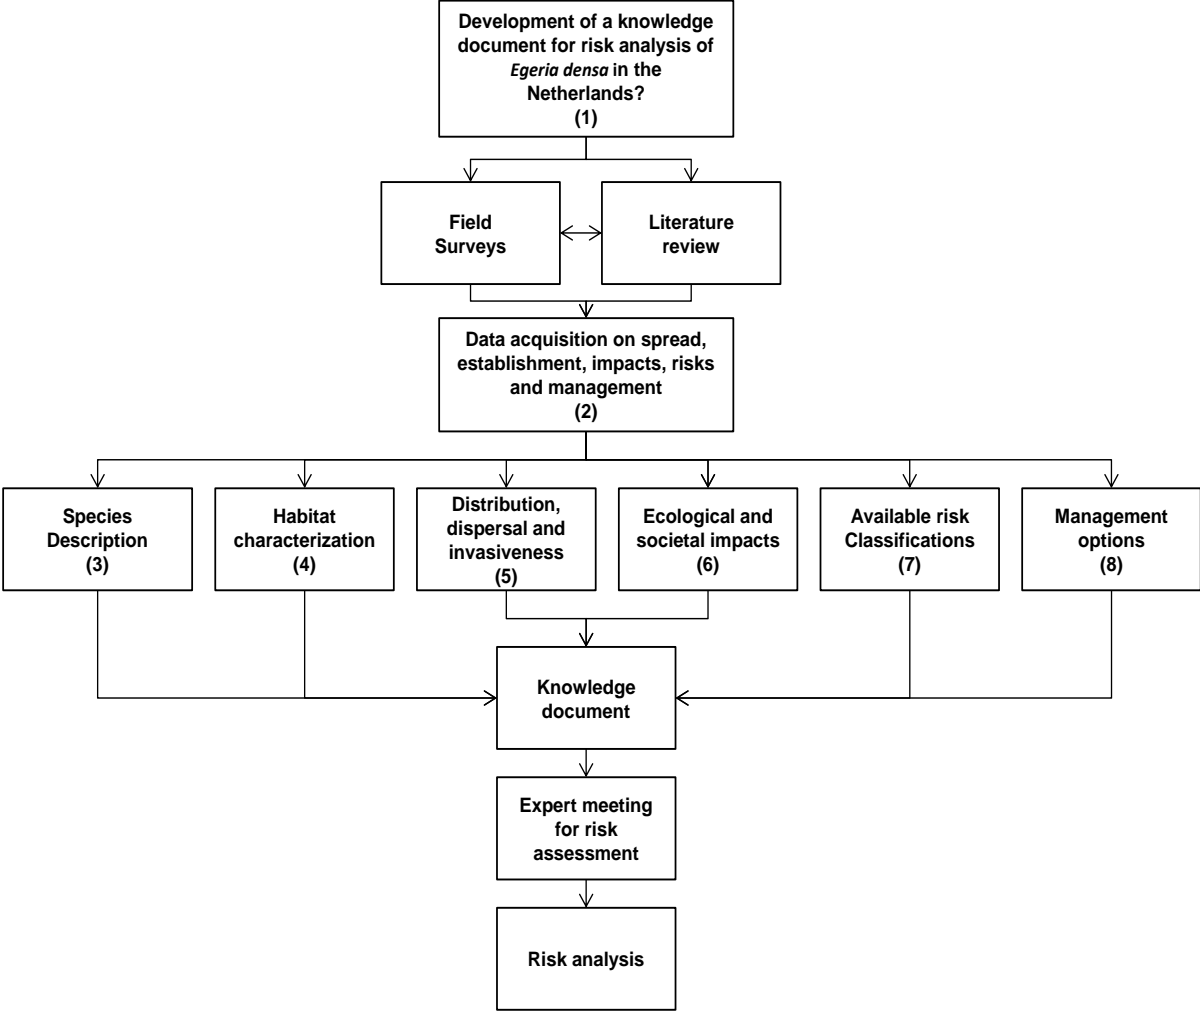 Development of a knowledge
document for risk analysis of
Egeria densa in the
Netherlands?
(1)
Field
Surveys
Literature
review
Data acquisition on spread,
establishment, impacts, risks
and management
(2)
Species
Description
(3)
Habitat
characterization
(4)
Distribution,
dispersal and
invasiveness
(5)
Ecological and
societal impacts
(6)
Available risk
Classifications
(7)
Management
options
(8)
Knowledge
document
Expert meeting
for risk
assessment
Risk analysis